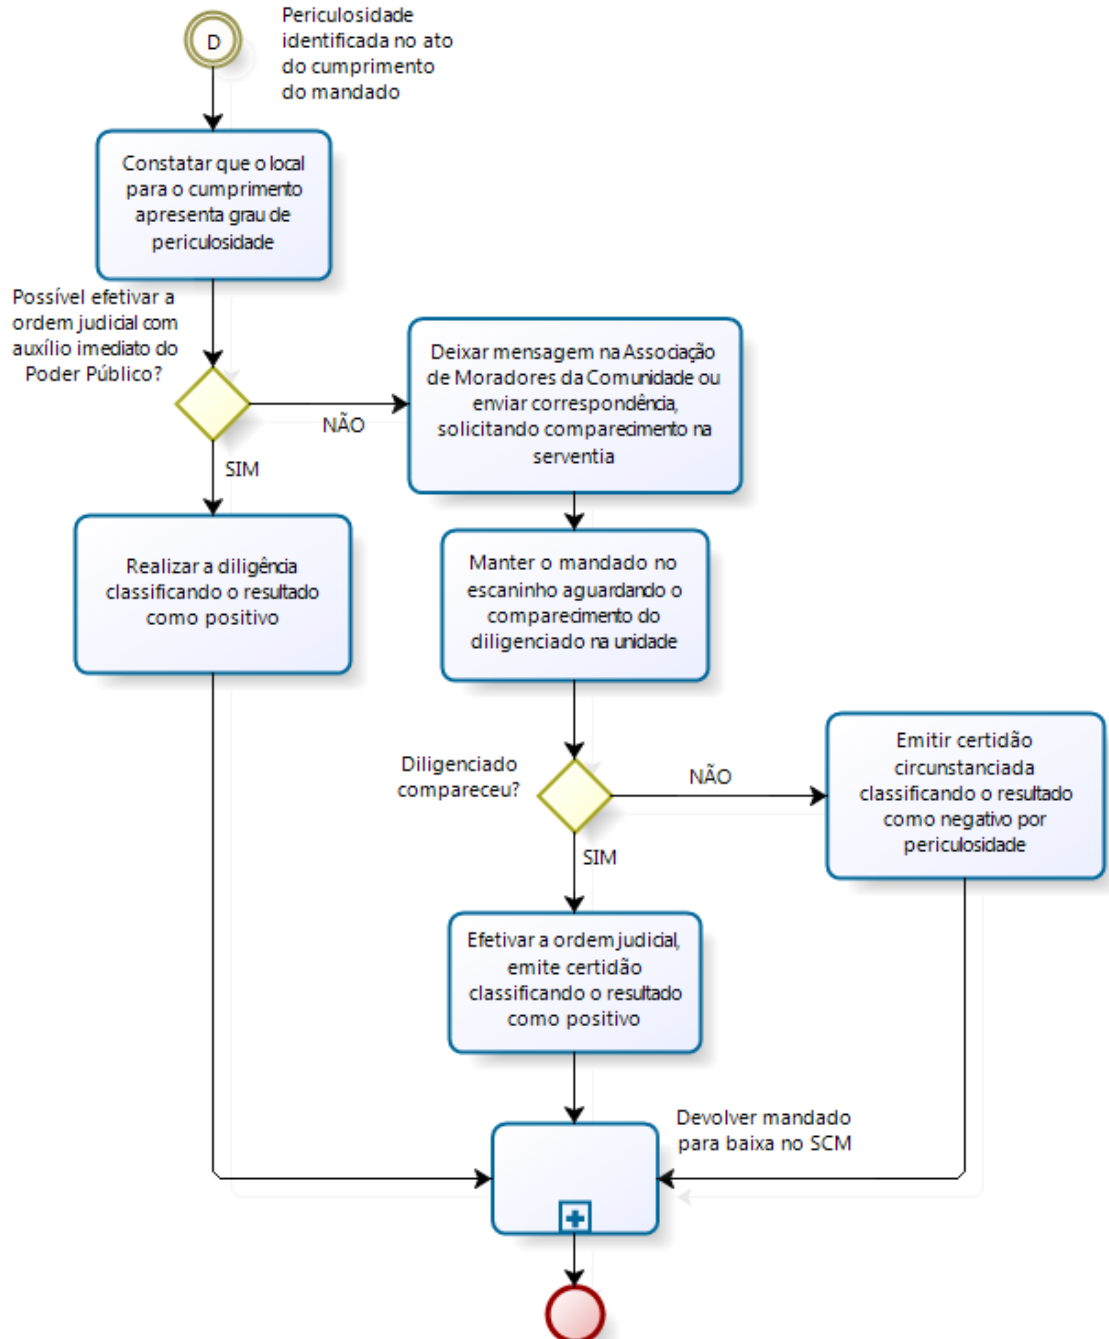 Periculosidade
identificada no ato
do cumprimento
do mandado
D
Constatar que o local
para o cumprimento
apresenta grau de
periculosidade
Possível efetivar a
ordem judicial com
auxílio imediato do
Poder Público?
NÃO
SIM
Deixar mensagem na Associação
de Moradores da Comunidade ou
enviar correspondência,
solicitando comparecimento na
serventia
Realizar a diligência
classificando o resultado
como positivo
Manter o mandado no
escaninho aguardando o
comparecimento do
diligenciado na unidade
Diligenciado
compareceu?
NÃO
SIM
Emitir certidão
circunstanciada
classificando o resultado
como negativo por
periculosidade
Efetivar a ordem judicial,
emite certidão
classificando o resultado
como positivo
Devolver mandado
para baixa no SCM